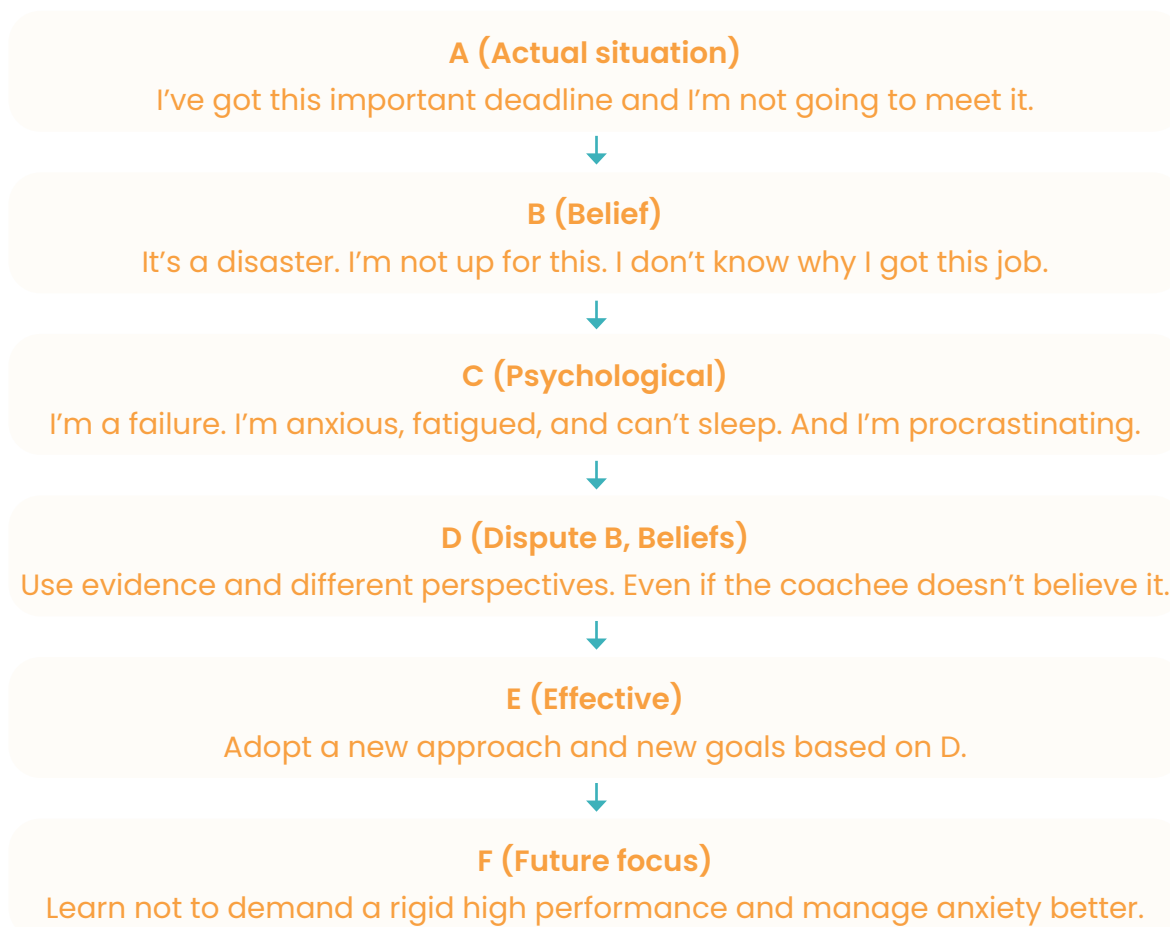 A (Actual situation)
I’ve got this important deadline and I’m not going to meet it.
B (Belief)
It’s a disaster. I’m not up for this. I don’t know why I got this job.
C (Psychological)
I’m a failure. I’m anxious, fatigued, and can’t sleep. And I’m procrastinating.
D (Dispute B, Beliefs)
Use evidence and different perspectives. Even if the coachee doesn’t believe it.
E (Effective)
Adopt a new approach and new goals based on D.
F (Future focus)
Learn not to demand a rigid high performance and manage anxiety better.